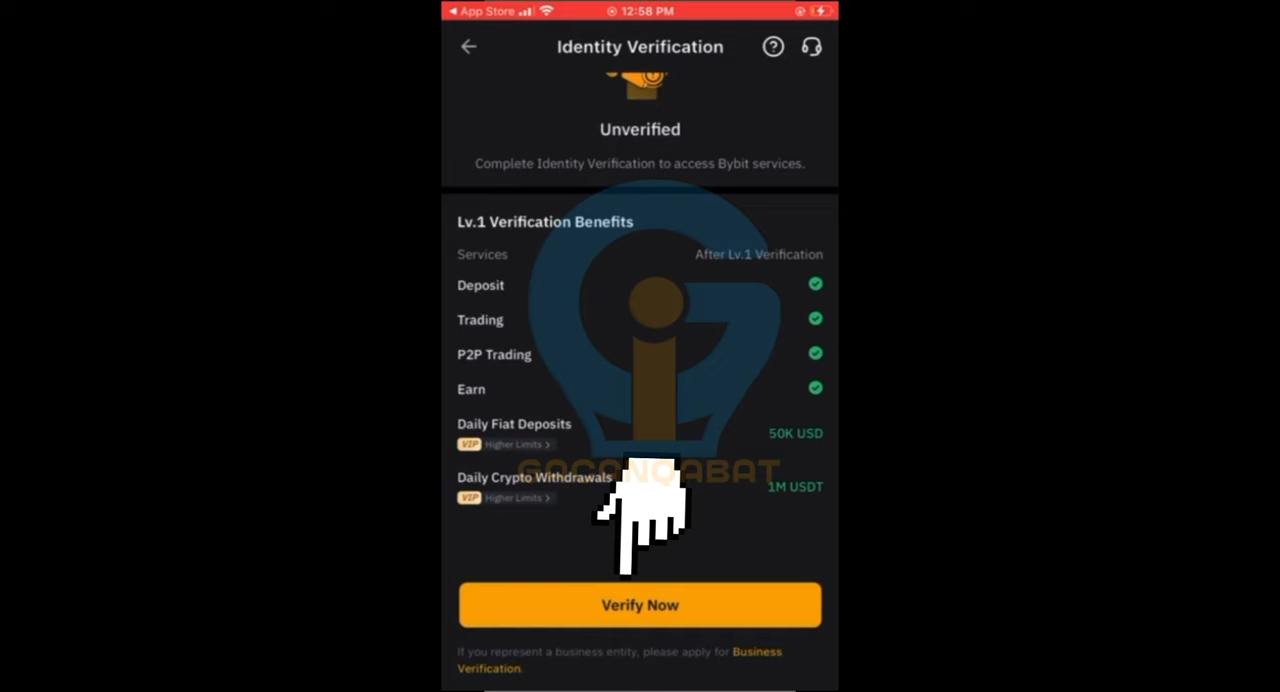 App Store 12:58 PM
Identity Verification
Unverified
Complete Identity Verification to access Bybit services.
Lv.1 Verification Benefits
Services After Lv.1 Verification
Deposit
Trading
P2P Trading
Earn
Daily Fiat Deposits
VIP Higher Limits >
50K USD
GACANQABAT
Daily Crypto Withdrawals
VIP Higher Limits >
1M USDT
Verify Now
If you represent a business entity, please apply for Business
Verification.